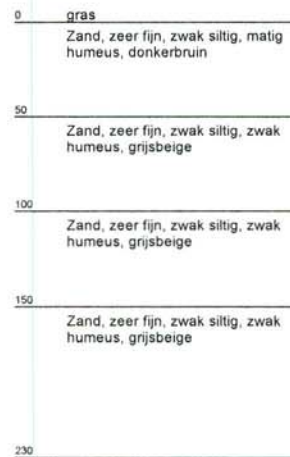 0 gras
Zand, zeer fijn, zwak siltig, matig
humeus, donkerbruin
50
Zand, zeer fijn, zwak siltig, zwak
humeus, grijsbeige
100
Zand, zeer fijn, zwak siltig, zwak
humeus, grijsbeige
150
Zand, zeer fijn, zwak siltig, zwak
humeus, grijsbeige
230